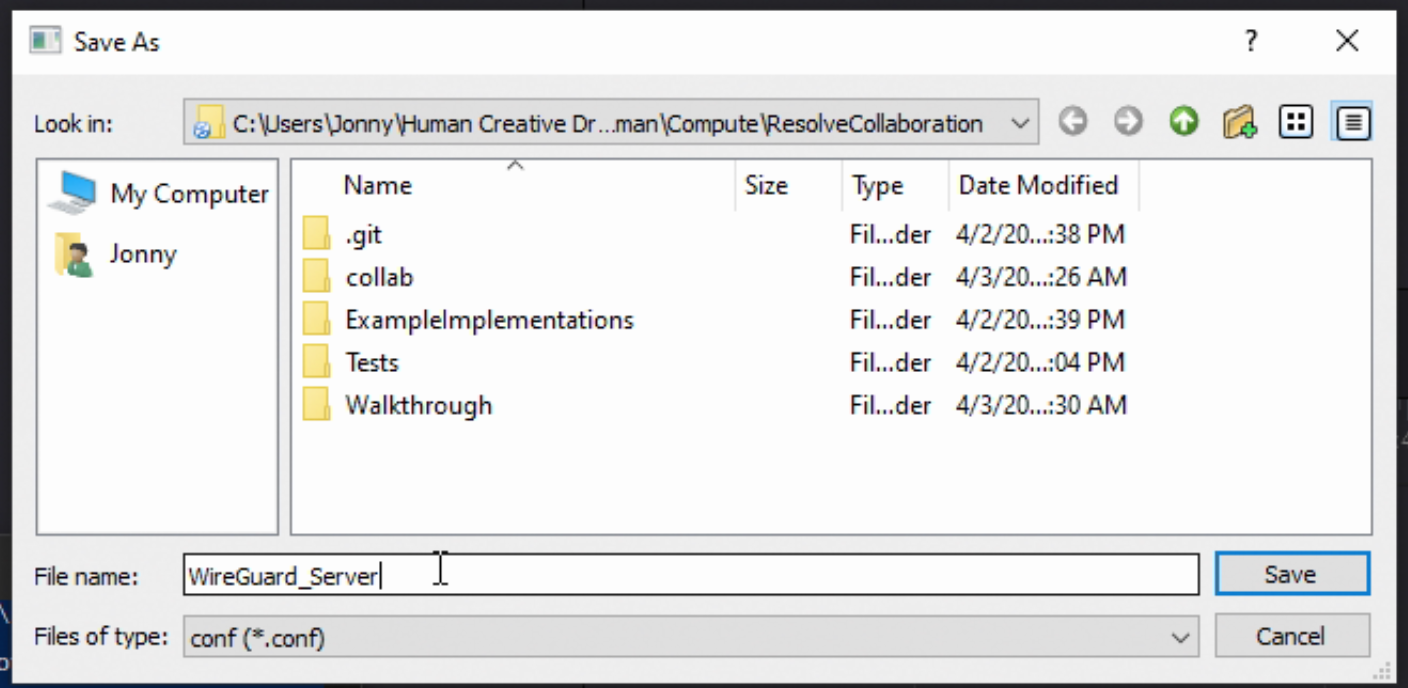 Save As
?
Look in:
C:\Users\Jonny\Human Creative Dr...man\Compute\ResolveCollaboration
My Computer
Jonny
Name Size Type Date Modified
.git Fil...der 4/2/20...:38 PM
collab Fil...der 4/3/20...:26 AM
ExampleImplementations Fil...der 4/2/20...:39 PM
Tests Fil...der 4/2/20...:04 PM
Walkthrough Fil...der 4/3/20...:30 AM
File name: WireGuard_Server Save
Files of type: conf (*.conf) Cancel